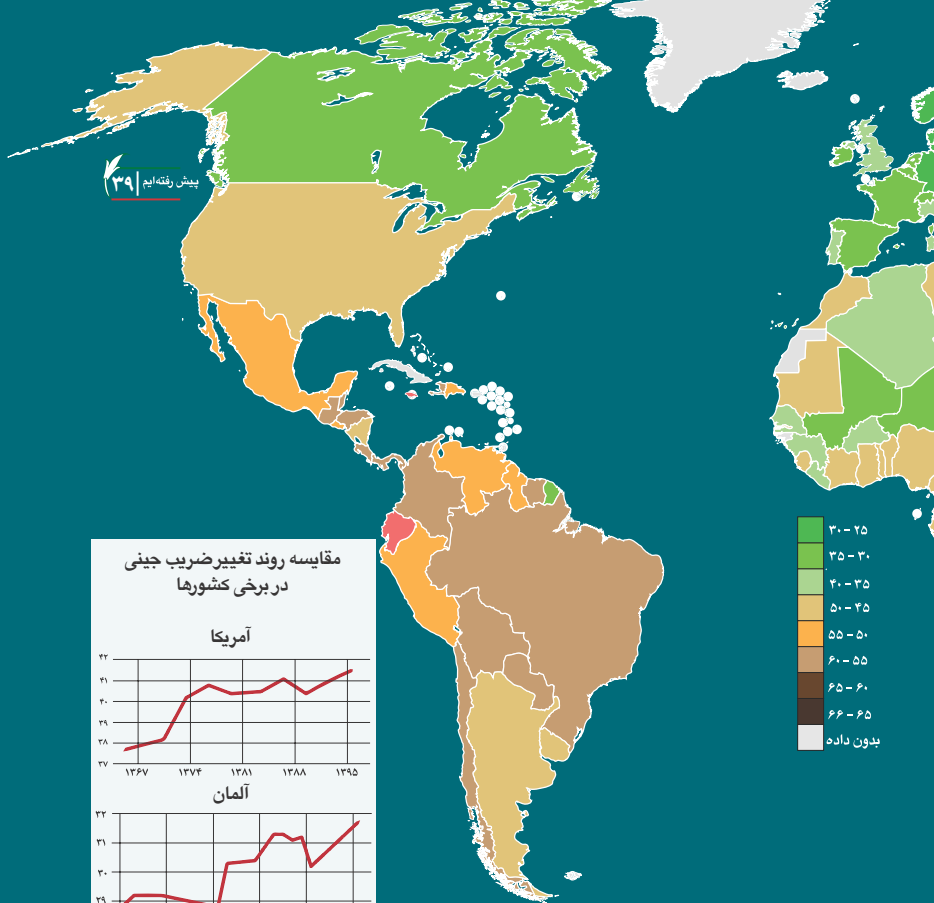 پیش رفته‌ایم | ۳۹
۳۰ – ۲۵
۳۵ – ۳۰
۴۰ – ۳۵
۵۰ – ۴۵
۵۵ – ۵۰
۶۰ – ۵۵
۶۵ – ۶۰
۶۶ – ۶۵
بدون داده
مقایسه روند تغییر ضریب جینی
در برخی کشورها
آمریکا
۴۲
۴۱
۴۰
۳۹
۳۸
۳۷
۱۳۶۷ ۱۳۷۴ ۱۳۸۱ ۱۳۸۸ ۱۳۹۵
آلمان
۳۲
۳۱
۳۰
۲۹